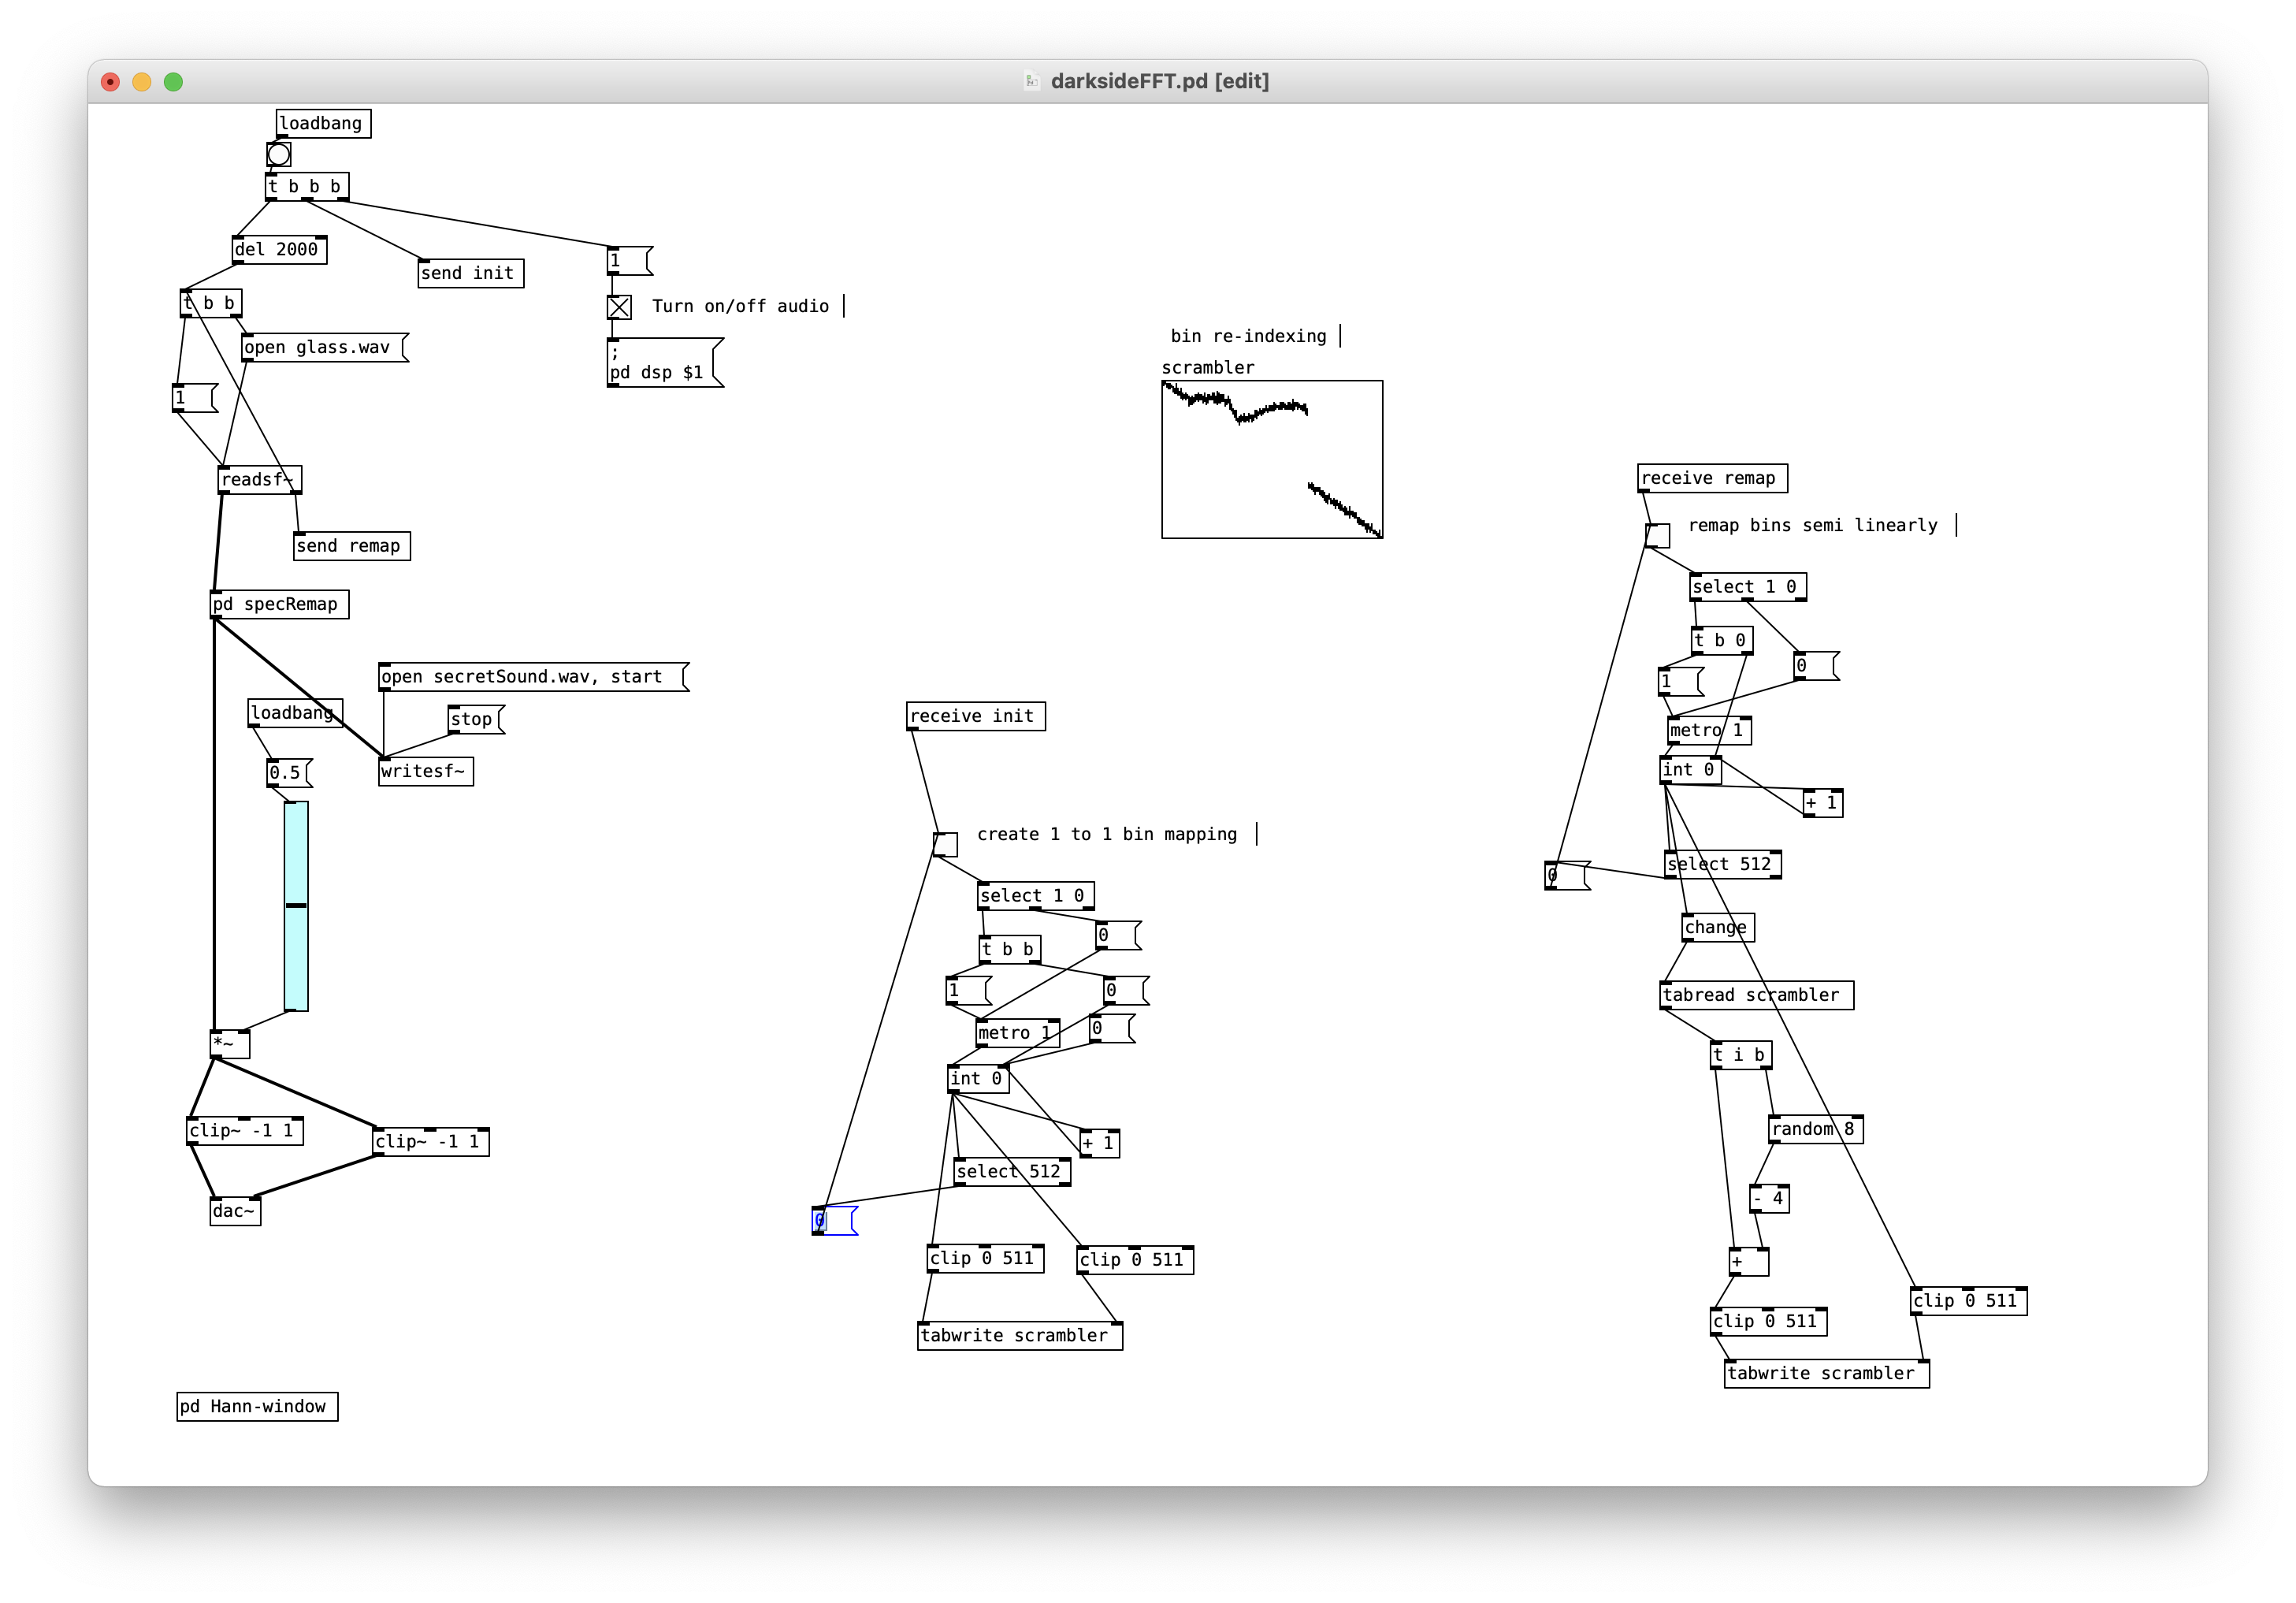 darksideFFT.pd [edit]
loadbang
t b b b
del 2000
send init
1
t b b
Turn on/off audio
open glass.wav
;
pd dsp $1
1
readsf~
send remap
pd specRemap
open secretSound.wav, start
loadbang
stop
0.5
writesf~
*~
clip~ -1 1
clip~ -1 1
dac~
pd Hann-window
bin re-indexing
scrambler
receive init
create 1 to 1 bin mapping
select 1 0
0
t b b
1
0
metro 1
0
int 0
+ 1
select 512
0
clip 0 511
clip 0 511
tabwrite scrambler
receive remap
remap bins semi linearly
select 1 0
t b 0
0
1
metro 1
int 0
+ 1
select 512
0
change
tabread scrambler
t i b
random 8
- 4
+
clip 0 511
clip 0 511
tabwrite scrambler